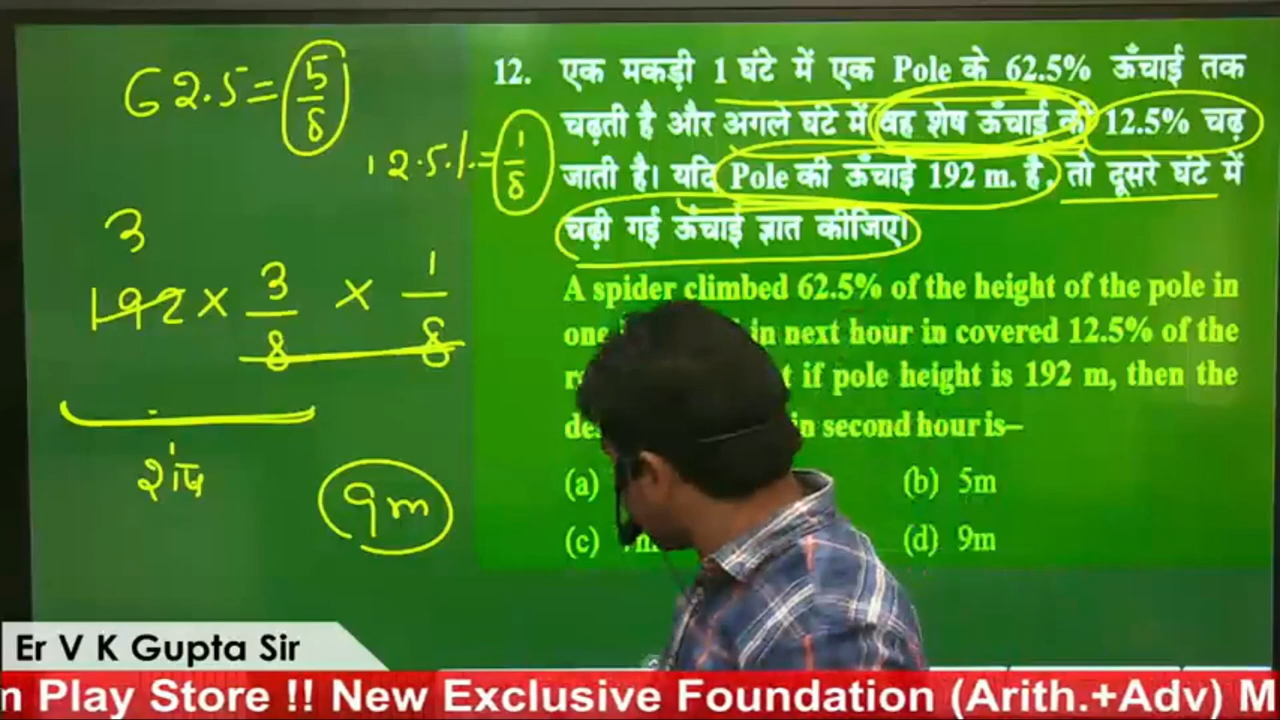 62.5 = 5/8
12.5% = 1/8
3
192 × 3/8 × 1/8
शेष
9m
12. एक मकड़ी 1 घंटे में एक Pole के 62.5% ऊँचाई तक
चढ़ती है और अगले घंटे में वह शेष ऊँचाई की 12.5% चढ़
जाती है। यदि Pole की ऊँचाई 192 m. है, तो दूसरे घंटे में
चढ़ी गई ऊंचाई ज्ञात कीजिए।
A spider climbed 62.5% of the height of the pole in
one in next hour in covered 12.5% of the
if pole height is 192 m, then the
in second hour is–
(a) (b) 5m
(c) (d) 9m
Er V K Gupta Sir
Play Store !! New Exclusive Foundation (Arith.+Adv) M